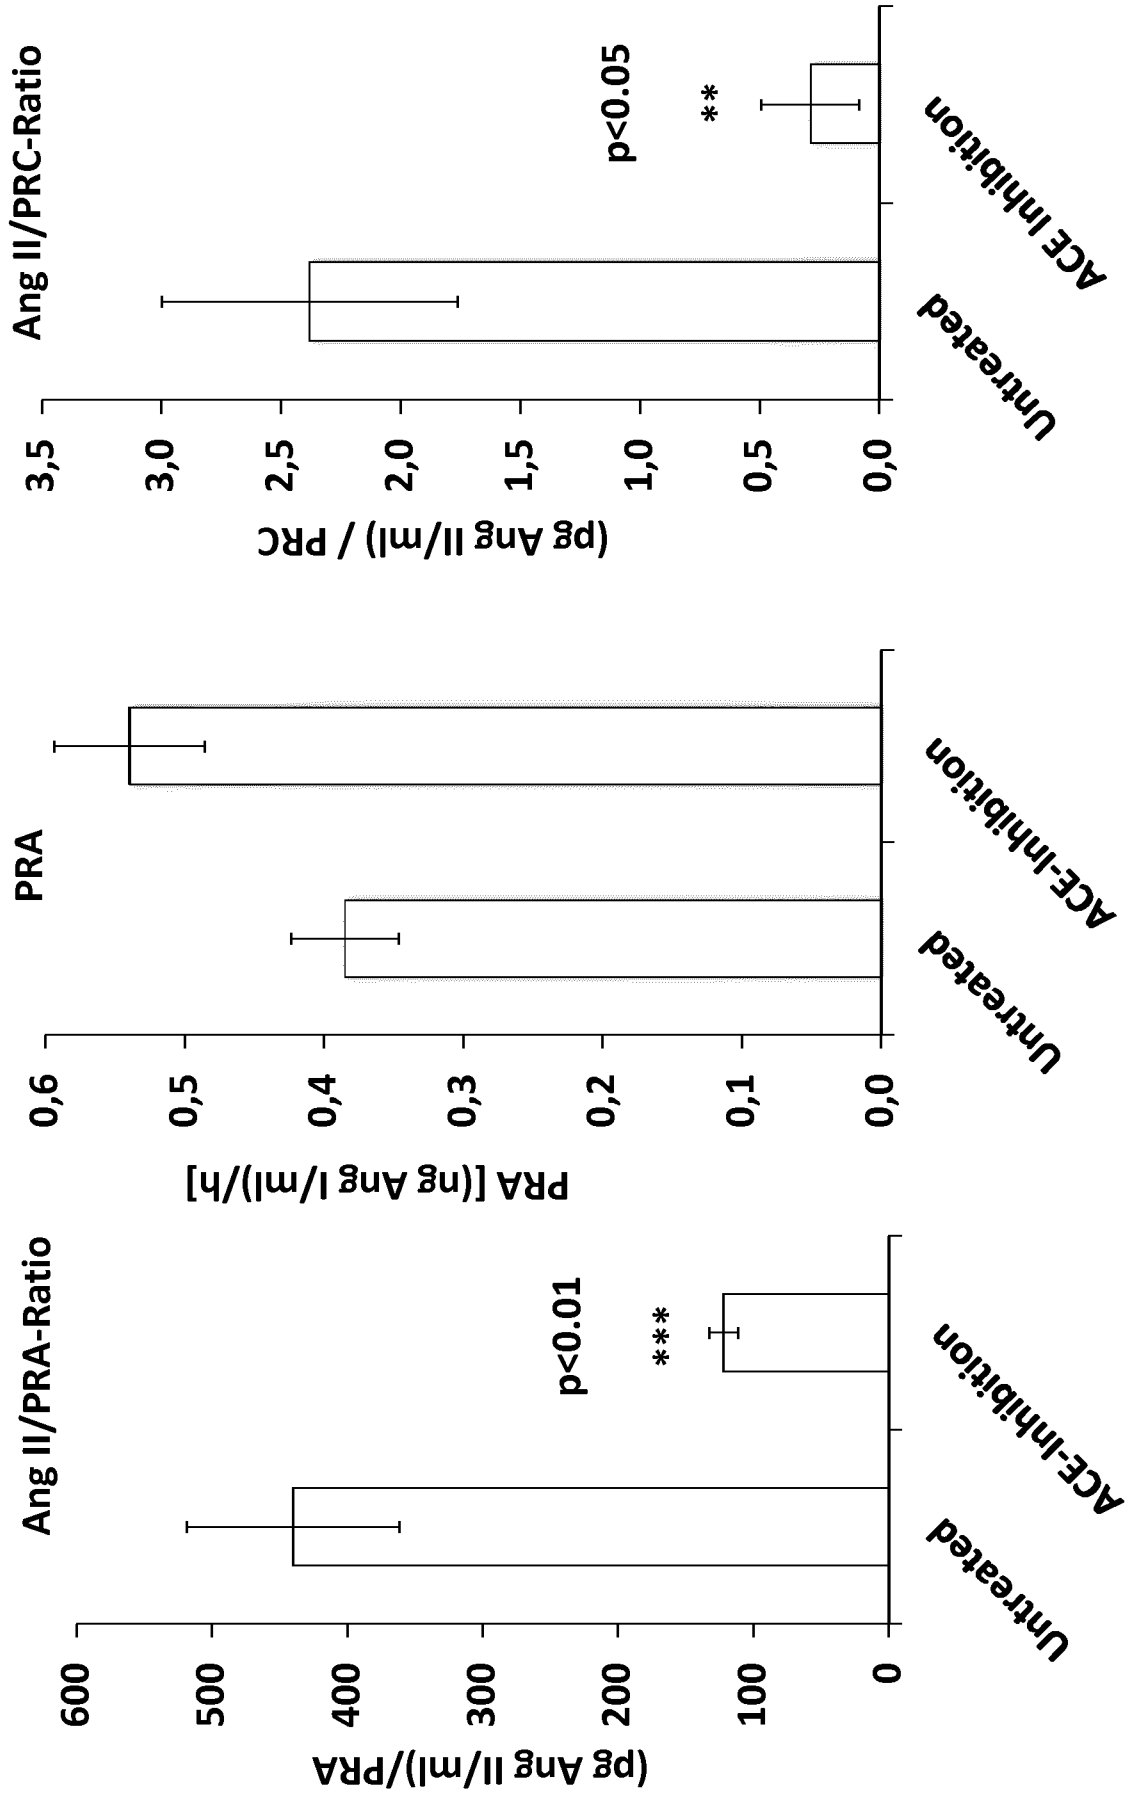 Ang II/PRA-Ratio
(pg Ang II/ml)/PRA
600
500
400
300
200
100
0
p<0.01
***
Untreated
ACE-Inhibition
PRA
PRA [(ng Ang I/ml)/h]
0,6
0,5
0,4
0,3
0,2
0,1
0,0
Untreated
ACE-Inhibition
Ang II/PRC-Ratio
(pg Ang II/ml) / PRC
3,5
3,0
2,5
2,0
1,5
1,0
0,5
0,0
p<0.05
**
Untreated
ACE Inhibition